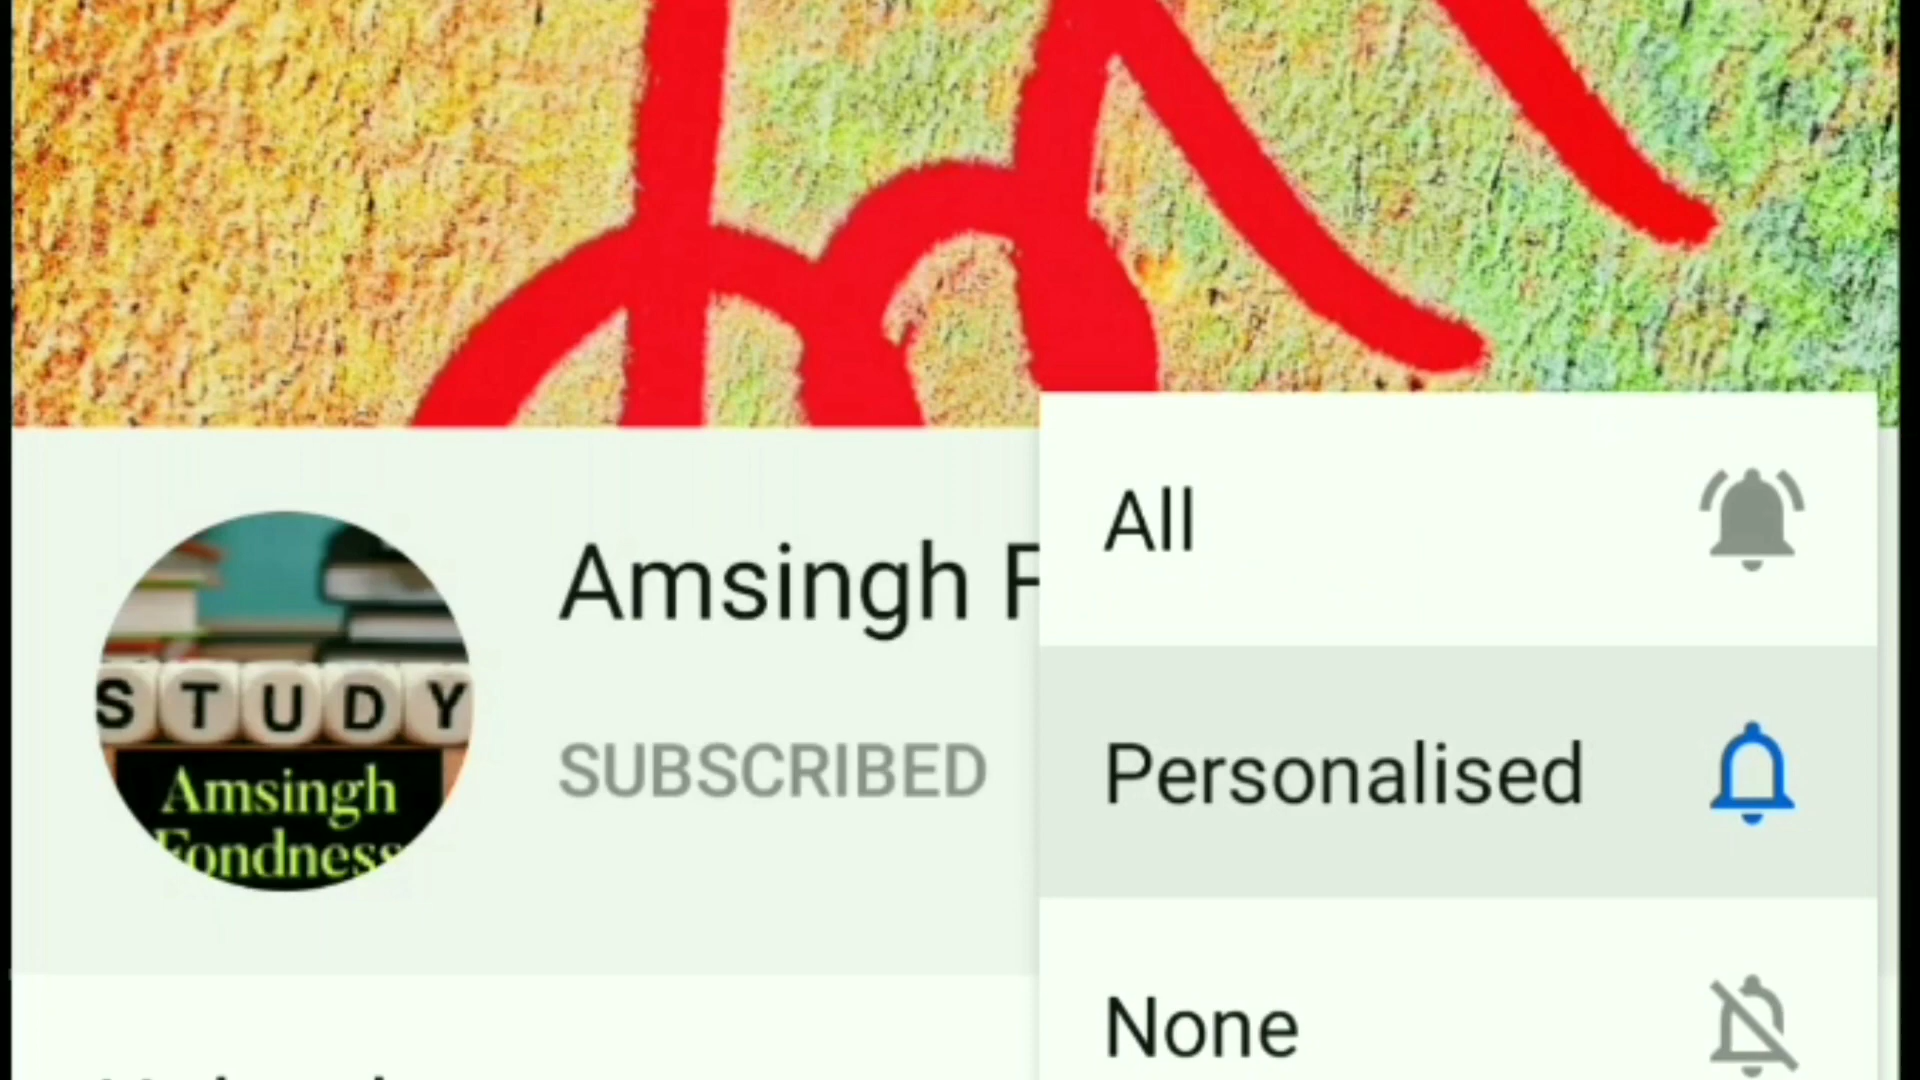 Amsingh F
SUBSCRIBED
STUDY
Amsingh
Fondness
All
Personalised
None